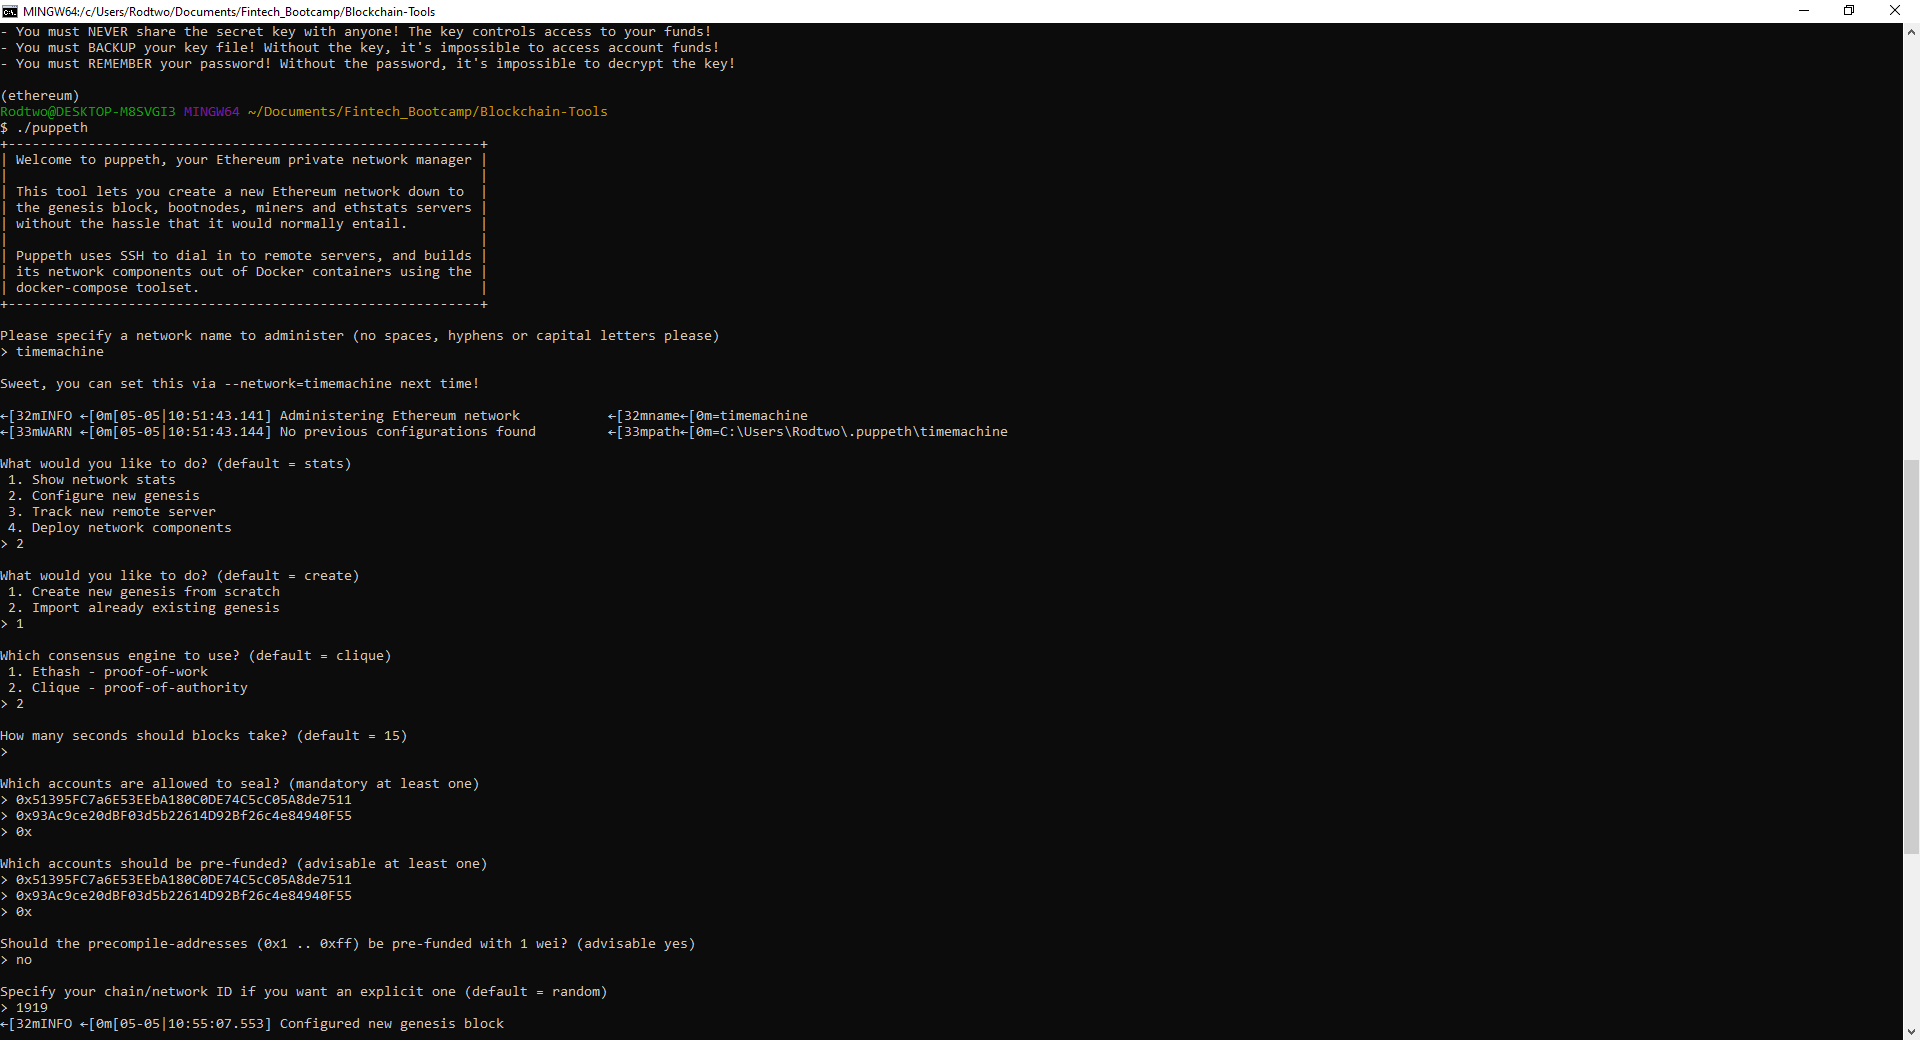 MINGW64:/c/Users/Rodtwo/Documents/Fintech_Bootcamp/Blockchain-Tools
- You must NEVER share the secret key with anyone! The key controls access to your funds!
- You must BACKUP your key file! Without the key, it's impossible to access account funds!
- You must REMEMBER your password! Without the password, it's impossible to decrypt the key!
(ethereum)
Rodtwo@DESKTOP-M8SVGI3 MINGW64 ~/Documents/Fintech_Bootcamp/Blockchain-Tools
$ ./puppeth
+-----------------------------------------------------------+
| Welcome to puppeth, your Ethereum private network manager |
| |
| This tool lets you create a new Ethereum network down to |
| the genesis block, bootnodes, miners and ethstats servers |
| without the hassle that it would normally entail. |
| |
| Puppeth uses SSH to dial in to remote servers, and builds |
| its network components out of Docker containers using the |
| docker-compose toolset. |
+-----------------------------------------------------------+
Please specify a network name to administer (no spaces, hyphens or capital letters please)
> timemachine
Sweet, you can set this via --network=timemachine next time!
←[32mINFO ←[0m[05-05|10:51:43.141] Administering Ethereum network ←[32mname←[0m=timemachine
←[33mWARN ←[0m[05-05|10:51:43.144] No previous configurations found ←[33mpath←[0m=C:\Users\Rodtwo\.puppeth\timemachine
What would you like to do? (default = stats)
1. Show network stats
2. Configure new genesis
3. Track new remote server
4. Deploy network components
> 2
What would you like to do? (default = create)
1. Create new genesis from scratch
2. Import already existing genesis
> 1
Which consensus engine to use? (default = clique)
1. Ethash - proof-of-work
2. Clique - proof-of-authority
> 2
How many seconds should blocks take? (default = 15)
>
Which accounts are allowed to seal? (mandatory at least one)
> 0x51395FC7a6E53EEbA180C0DE74C5cC05A8de7511
> 0x93Ac9ce20dBF03d5b22614D92Bf26c4e84940F55
> 0x
Which accounts should be pre-funded? (advisable at least one)
> 0x51395FC7a6E53EEbA180C0DE74C5cC05A8de7511
> 0x93Ac9ce20dBF03d5b22614D92Bf26c4e84940F55
> 0x
Should the precompile-addresses (0x1 .. 0xff) be pre-funded with 1 wei? (advisable yes)
> no
Specify your chain/network ID if you want an explicit one (default = random)
> 1919
←[32mINFO ←[0m[05-05|10:55:07.553] Configured new genesis block